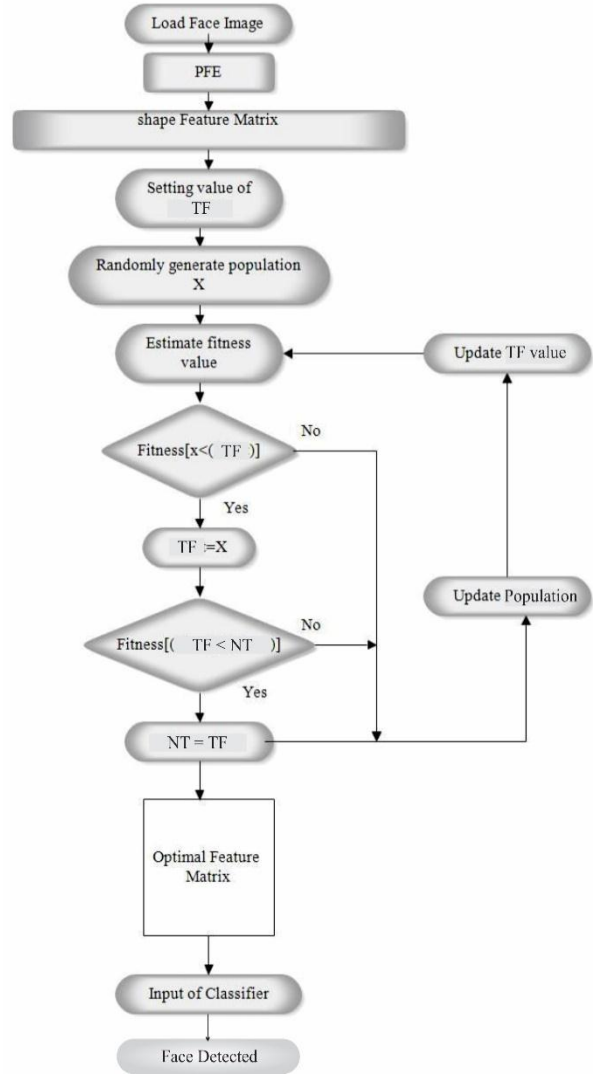 Load Face Image
PFE
shape Feature Matrix
Setting value of
TF
Randomly generate population
X
Estimate fitness
value
Update TF value
Fitness[x<( TF )]
No
Yes
TF :=X
Update Population
Fitness[( TF < NT )]
No
Yes
NT = TF
Optimal Feature
Matrix
Input of Classifier
Face Detected